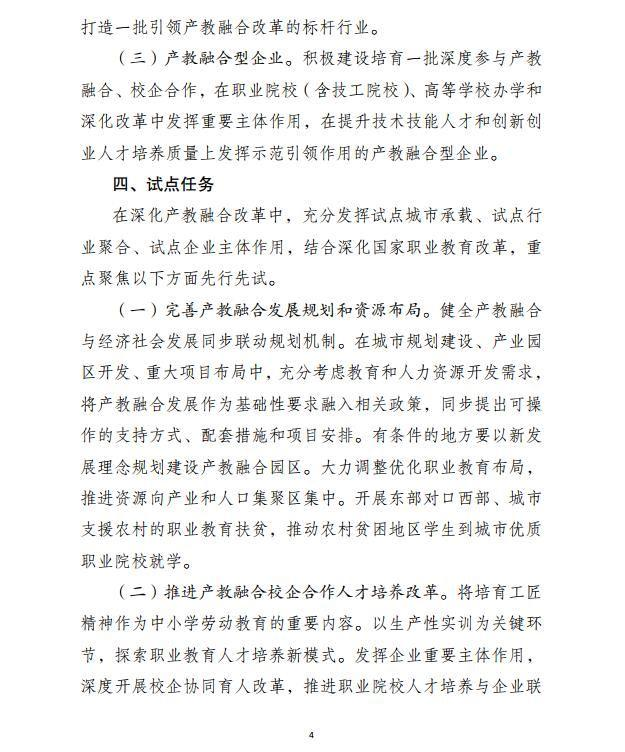 打造一批引领产教融合改革的标杆行业。
（三）产教融合型企业。积极建设培育一批深度参与产教
融合、校企合作，在职业院校（含技工院校）、高等学校办学和
深化改革中发挥重要主体作用，在提升技术技能人才和创新创
业人才培养质量上发挥示范引领作用的产教融合型企业。
四、试点任务
在深化产教融合改革中，充分发挥试点城市承载、试点行
业聚合、试点企业主体作用，结合深化国家职业教育改革，重
点聚焦以下方面先行先试。
（一）完善产教融合发展规划和资源布局。健全产教融合
与经济社会发展同步联动规划机制。在城市规划建设、产业园
区开发、重大项目布局中，充分考虑教育和人力资源开发需求，
将产教融合发展作为基础性要求融入相关政策，同步提出可操
作的支持方式、配套措施和项目安排。有条件的地方要以新发
展理念规划建设产教融合园区。大力调整优化职业教育布局，
推进资源向产业和人口集聚区集中。开展东部对口西部、城市
支援农村的职业教育扶贫，推动农村贫困地区学生到城市优质
职业院校就学。
（二）推进产教融合校企合作人才培养改革。将培育工匠
精神作为中小学劳动教育的重要内容。以生产性实训为关键环
节，探索职业教育人才培养新模式。发挥企业重要主体作用，
深度开展校企协同育人改革，推进职业院校人才培养与企业联
4